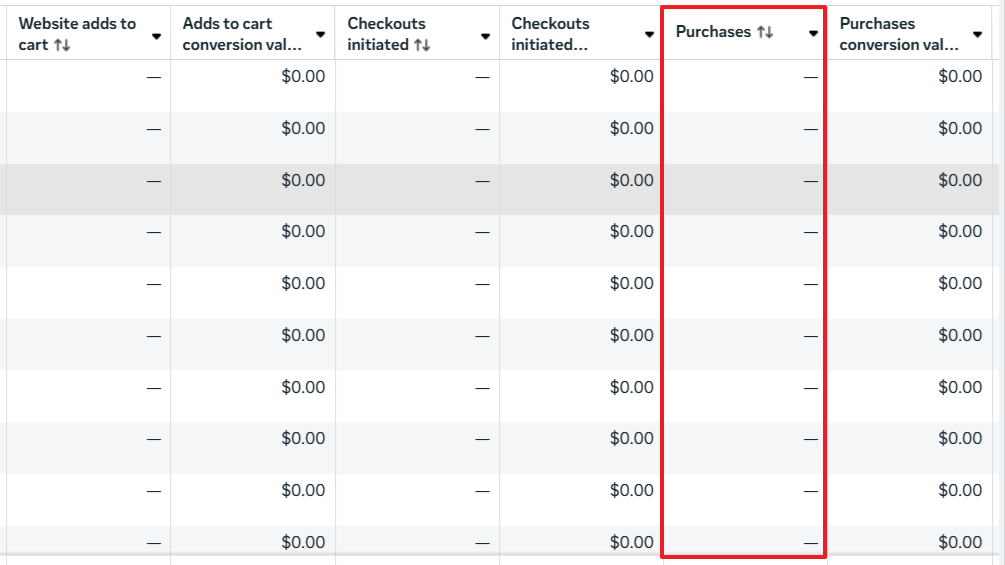 Website adds to cart ↑↓
Adds to cart conversion val...
Checkouts initiated ↑↓
Checkouts initiated...
Purchases ↑↓
Purchases conversion val...
— $0.00 — $0.00 — $0.00
— $0.00 — $0.00 — $0.00
— $0.00 — $0.00 — $0.00
— $0.00 — $0.00 — $0.00
— $0.00 — $0.00 — $0.00
— $0.00 — $0.00 — $0.00
— $0.00 — $0.00 — $0.00
— $0.00 — $0.00 — $0.00
— $0.00 — $0.00 — $0.00
— $0.00 — $0.00 — $0.00